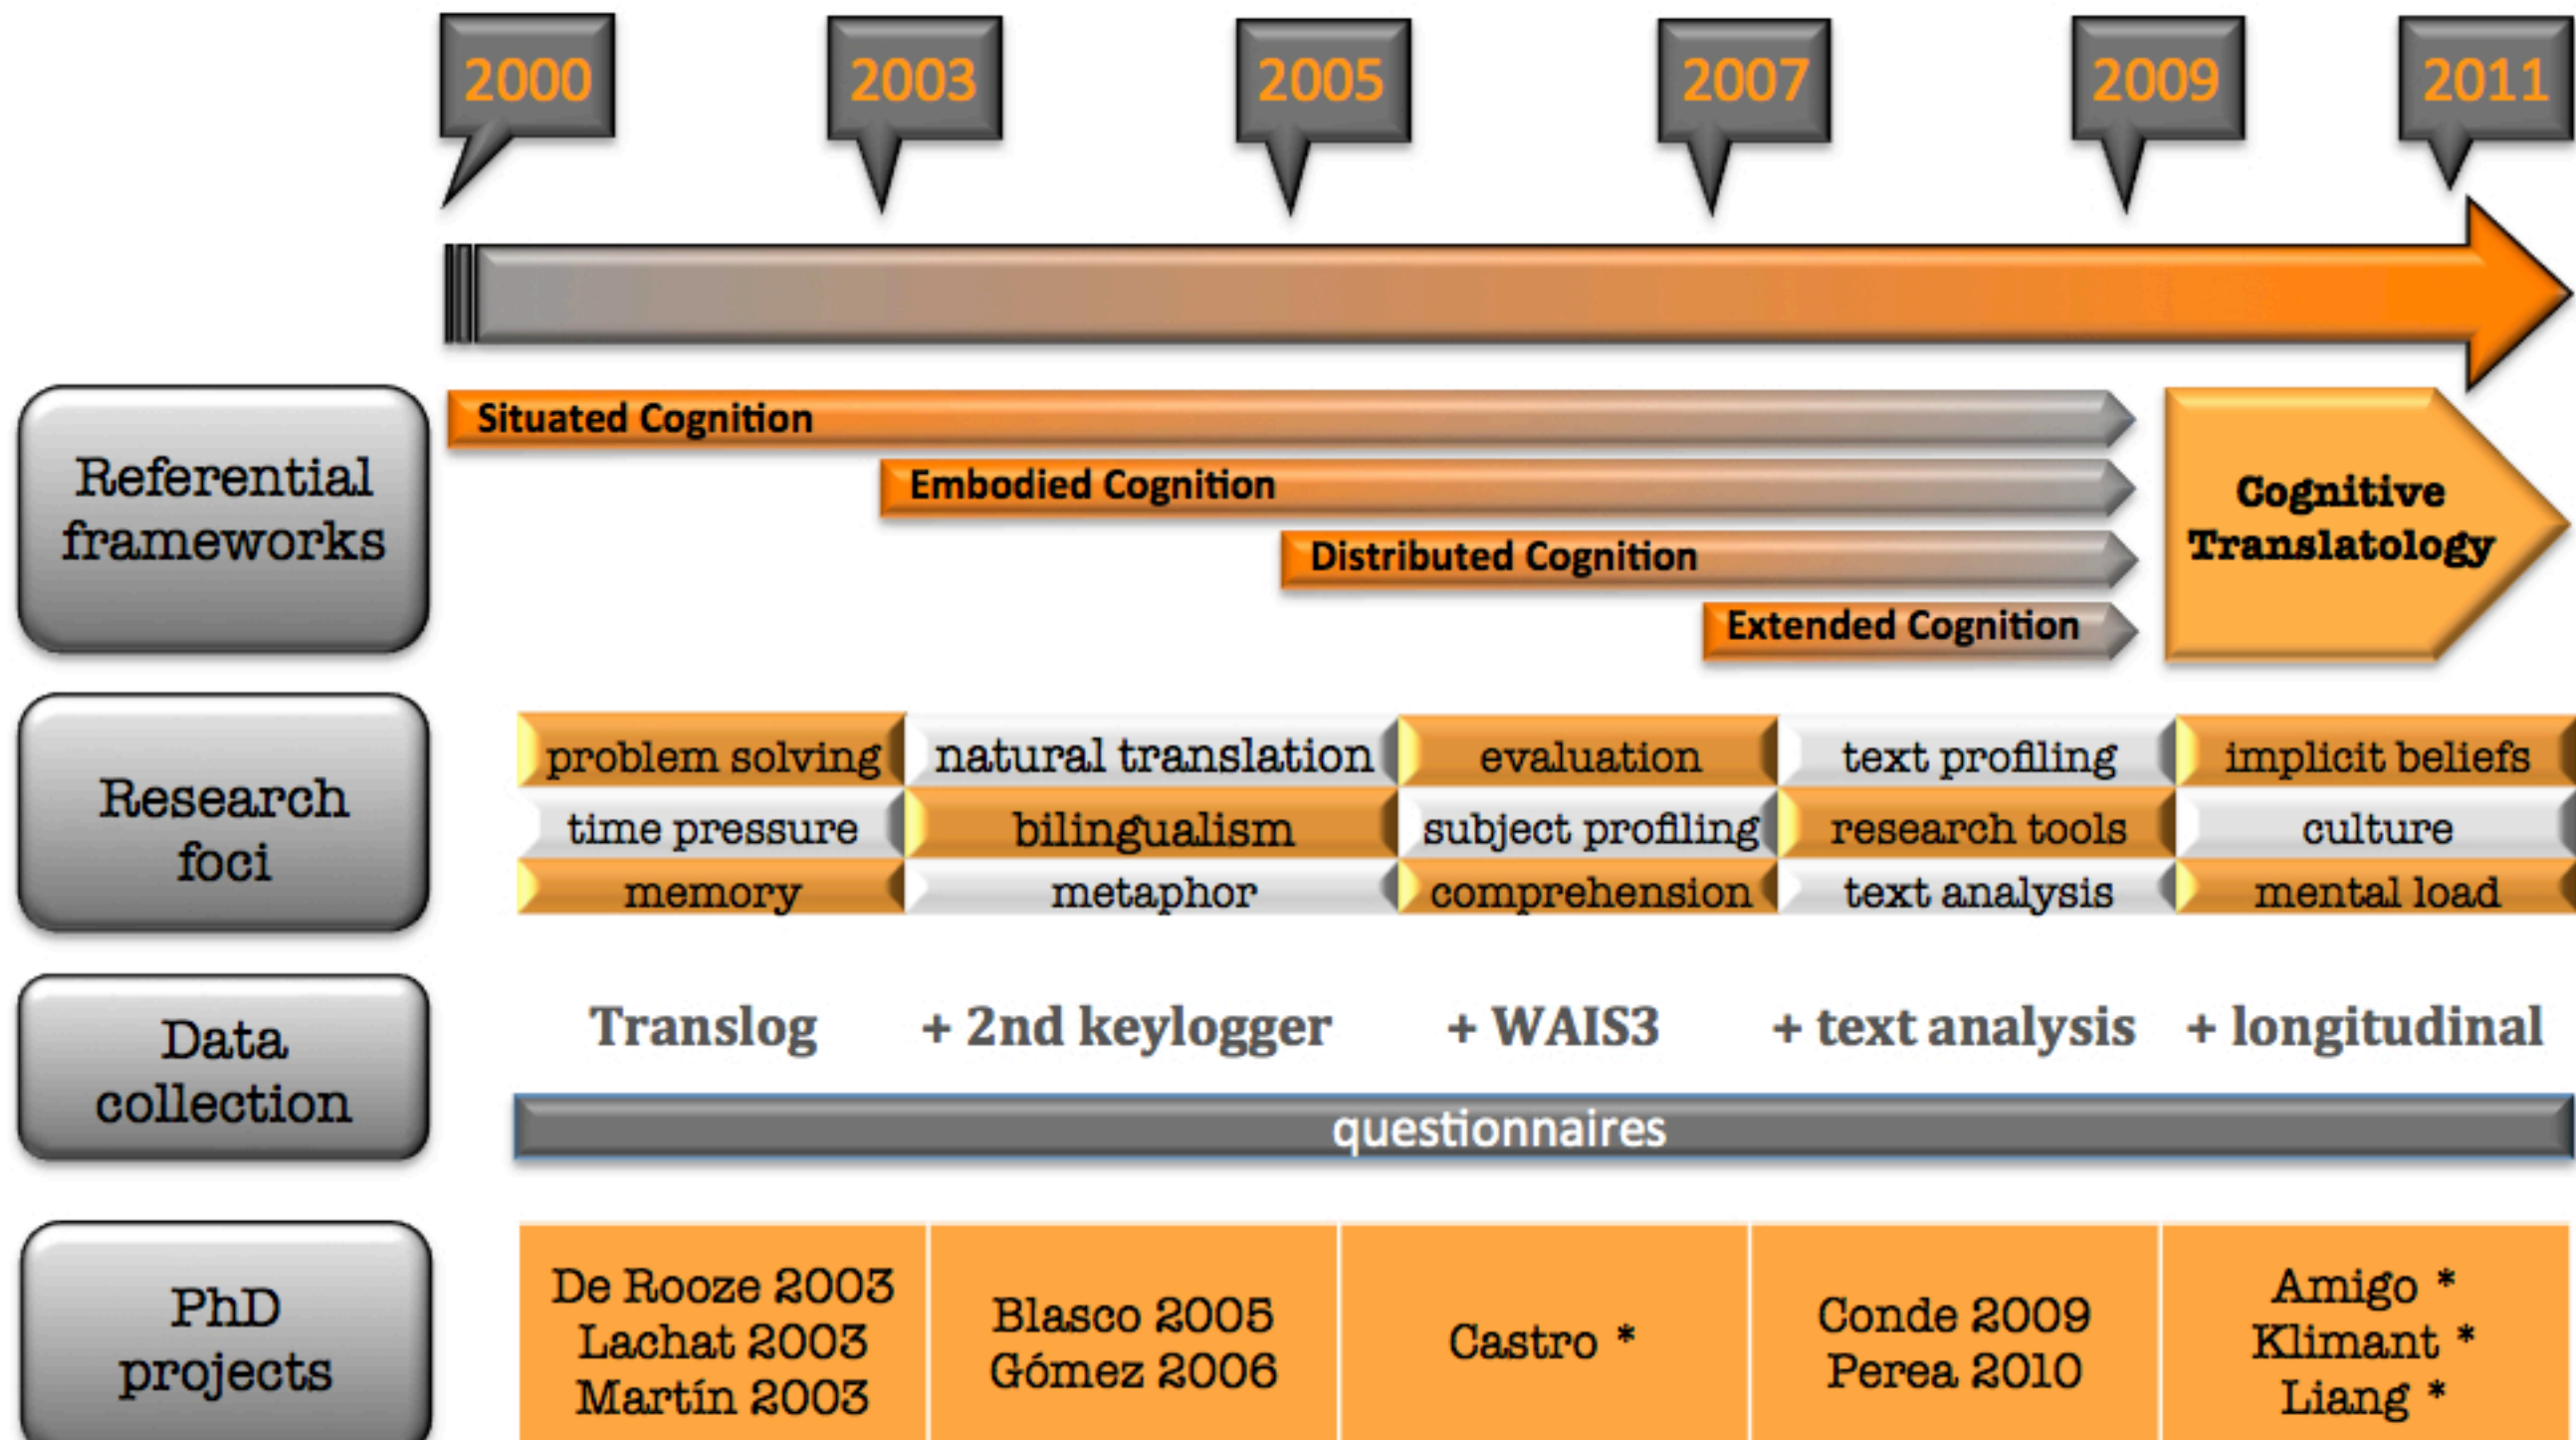 2000 2003 2005 2007 2009 2011
Situated Cognition
Embodied Cognition
Distributed Cognition
Extended Cognition
Cognitive
Translatology
Referential
frameworks
Research
foci
problem solving natural translation evaluation text profiling implicit beliefs
time pressure bilingualism subject profiling research tools culture
memory metaphor comprehension text analysis mental load
Data
collection
Translog + 2nd keylogger + WAIS3 + text analysis + longitudinal
questionnaires
PhD
projects
De Rooze 2003
Lachat 2003
Martín 2003
Blasco 2005
Gómez 2006
Castro *
Conde 2009
Perea 2010
Amigo *
Klimant *
Liang *